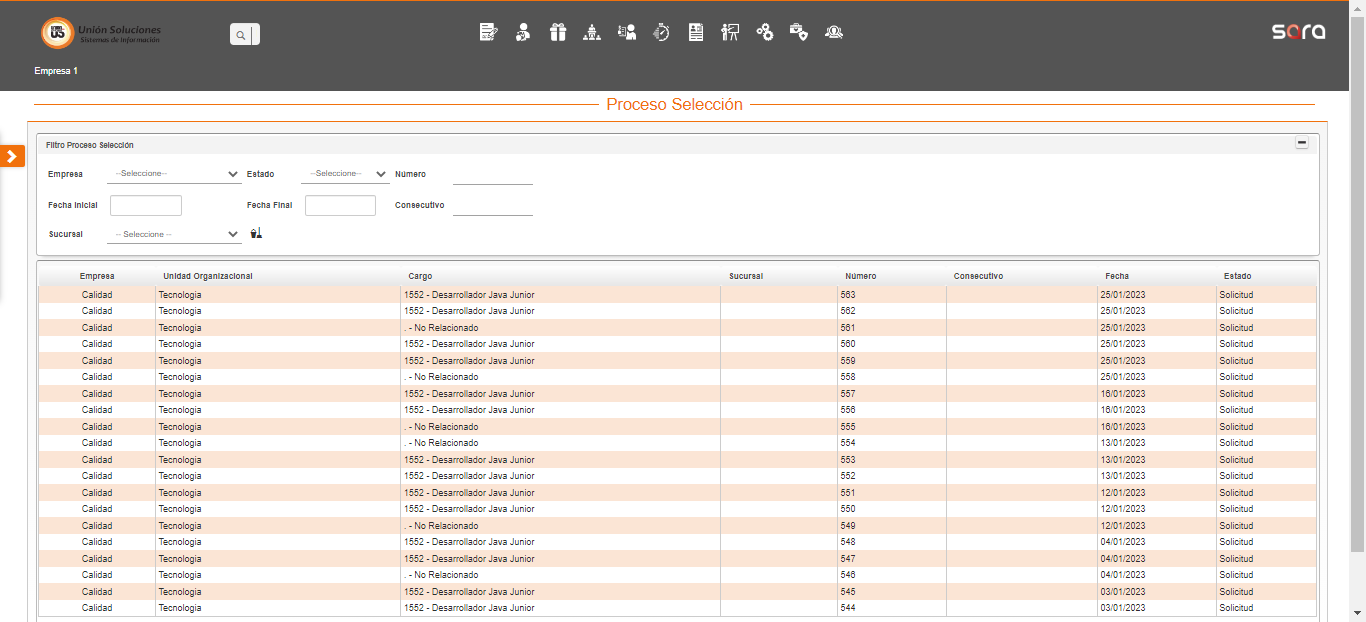 Unión Soluciones
Sistemas de Información
sara
Empresa 1
Proceso Selección
Filtro Proceso Selección
Empresa --Seleccione-- Estado --Seleccione-- Número
Fecha Inicial Fecha Final Consecutivo
Sucursal -- Seleccione --
Empresa Unidad Organizacional Cargo Sucursal Número Consecutivo Fecha Estado
Calidad Tecnologia 1552 - Desarrollador Java Junior 563 25/01/2023 Solicitud
Calidad Tecnologia 1552 - Desarrollador Java Junior 562 25/01/2023 Solicitud
Calidad Tecnologia . - No Relacionado 561 25/01/2023 Solicitud
Calidad Tecnologia 1552 - Desarrollador Java Junior 560 25/01/2023 Solicitud
Calidad Tecnologia 1552 - Desarrollador Java Junior 559 25/01/2023 Solicitud
Calidad Tecnologia . - No Relacionado 558 25/01/2023 Solicitud
Calidad Tecnologia 1552 - Desarrollador Java Junior 557 16/01/2023 Solicitud
Calidad Tecnologia 1552 - Desarrollador Java Junior 556 16/01/2023 Solicitud
Calidad Tecnologia . - No Relacionado 555 16/01/2023 Solicitud
Calidad Tecnologia . - No Relacionado 554 13/01/2023 Solicitud
Calidad Tecnologia 1552 - Desarrollador Java Junior 553 13/01/2023 Solicitud
Calidad Tecnologia 1552 - Desarrollador Java Junior 552 13/01/2023 Solicitud
Calidad Tecnologia 1552 - Desarrollador Java Junior 551 12/01/2023 Solicitud
Calidad Tecnologia 1552 - Desarrollador Java Junior 550 12/01/2023 Solicitud
Calidad Tecnologia . - No Relacionado 549 12/01/2023 Solicitud
Calidad Tecnologia 1552 - Desarrollador Java Junior 548 04/01/2023 Solicitud
Calidad Tecnologia 1552 - Desarrollador Java Junior 547 04/01/2023 Solicitud
Calidad Tecnologia . - No Relacionado 546 04/01/2023 Solicitud
Calidad Tecnologia 1552 - Desarrollador Java Junior 545 03/01/2023 Solicitud
Calidad Tecnologia 1552 - Desarrollador Java Junior 544 03/01/2023 Solicitud